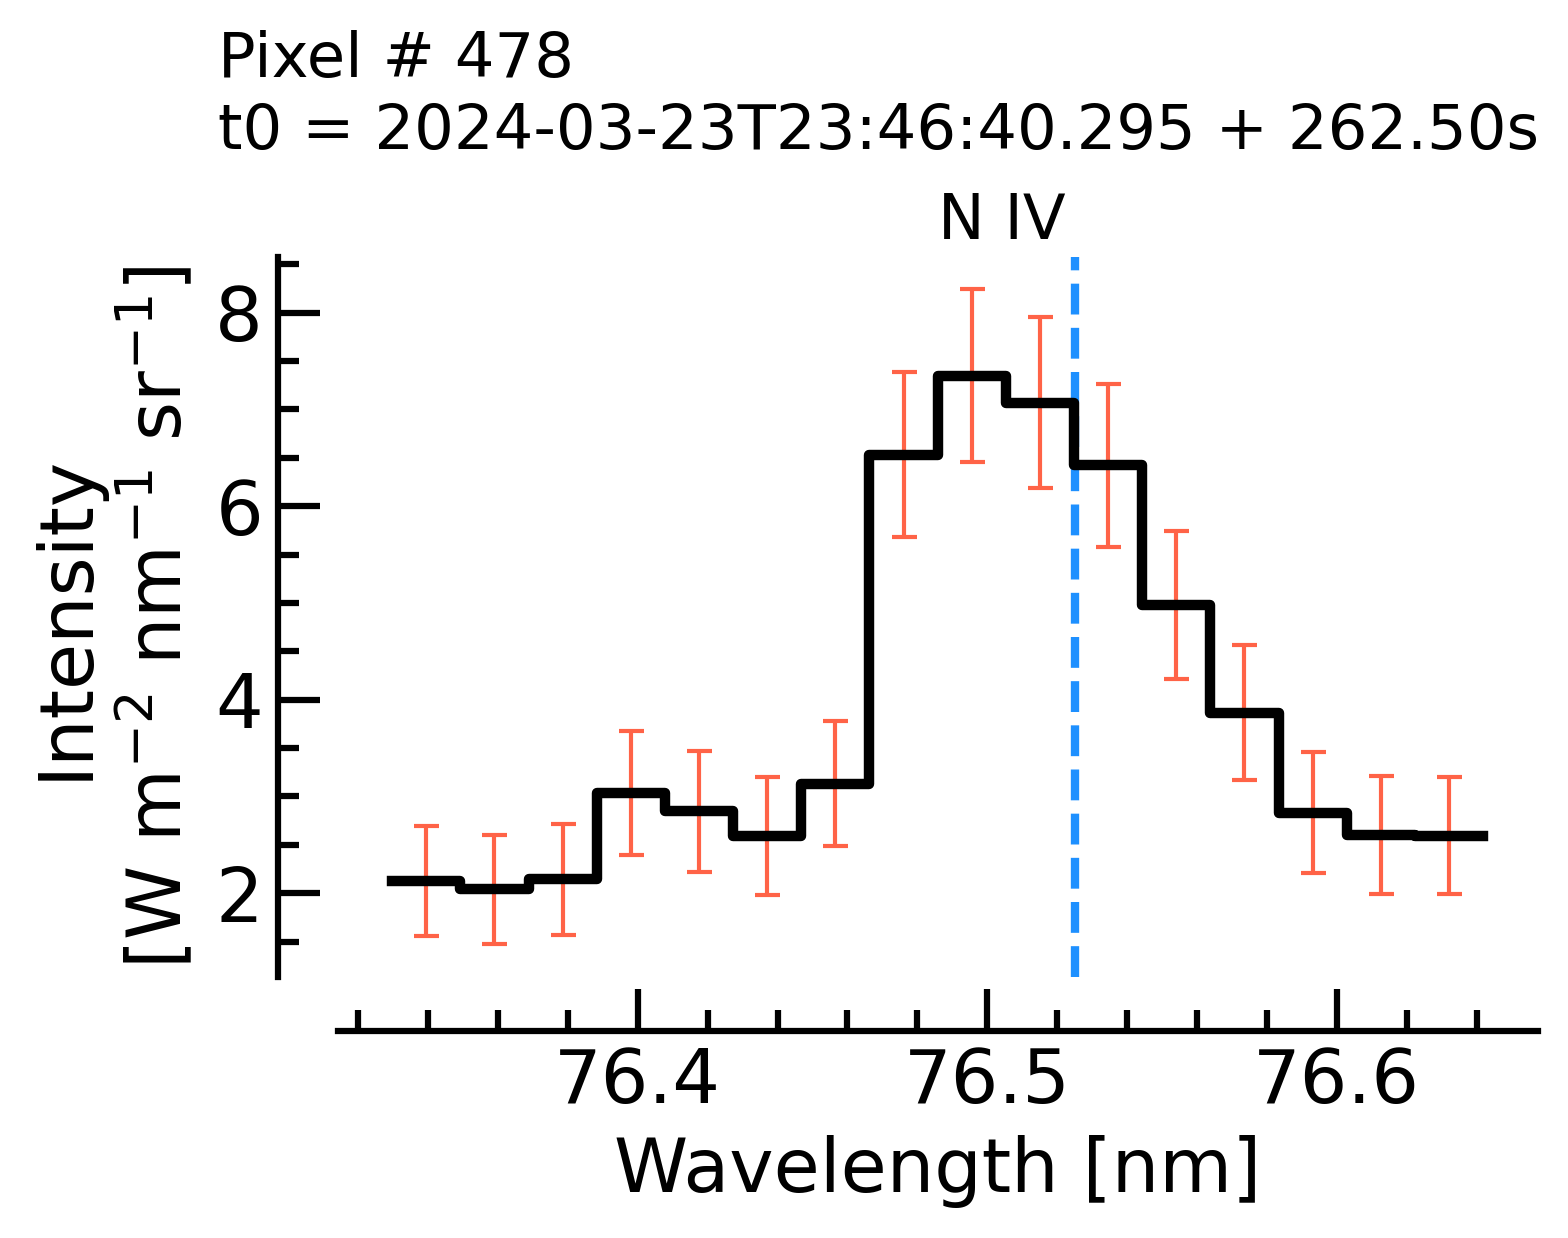 Pixel # 478
t0 = 2024-03-23T23:46:40.295 + 262.50s
N IV
Intensity
[W m⁻² nm⁻¹ sr⁻¹]
8
6
4
2
76.4 76.5 76.6
Wavelength [nm]